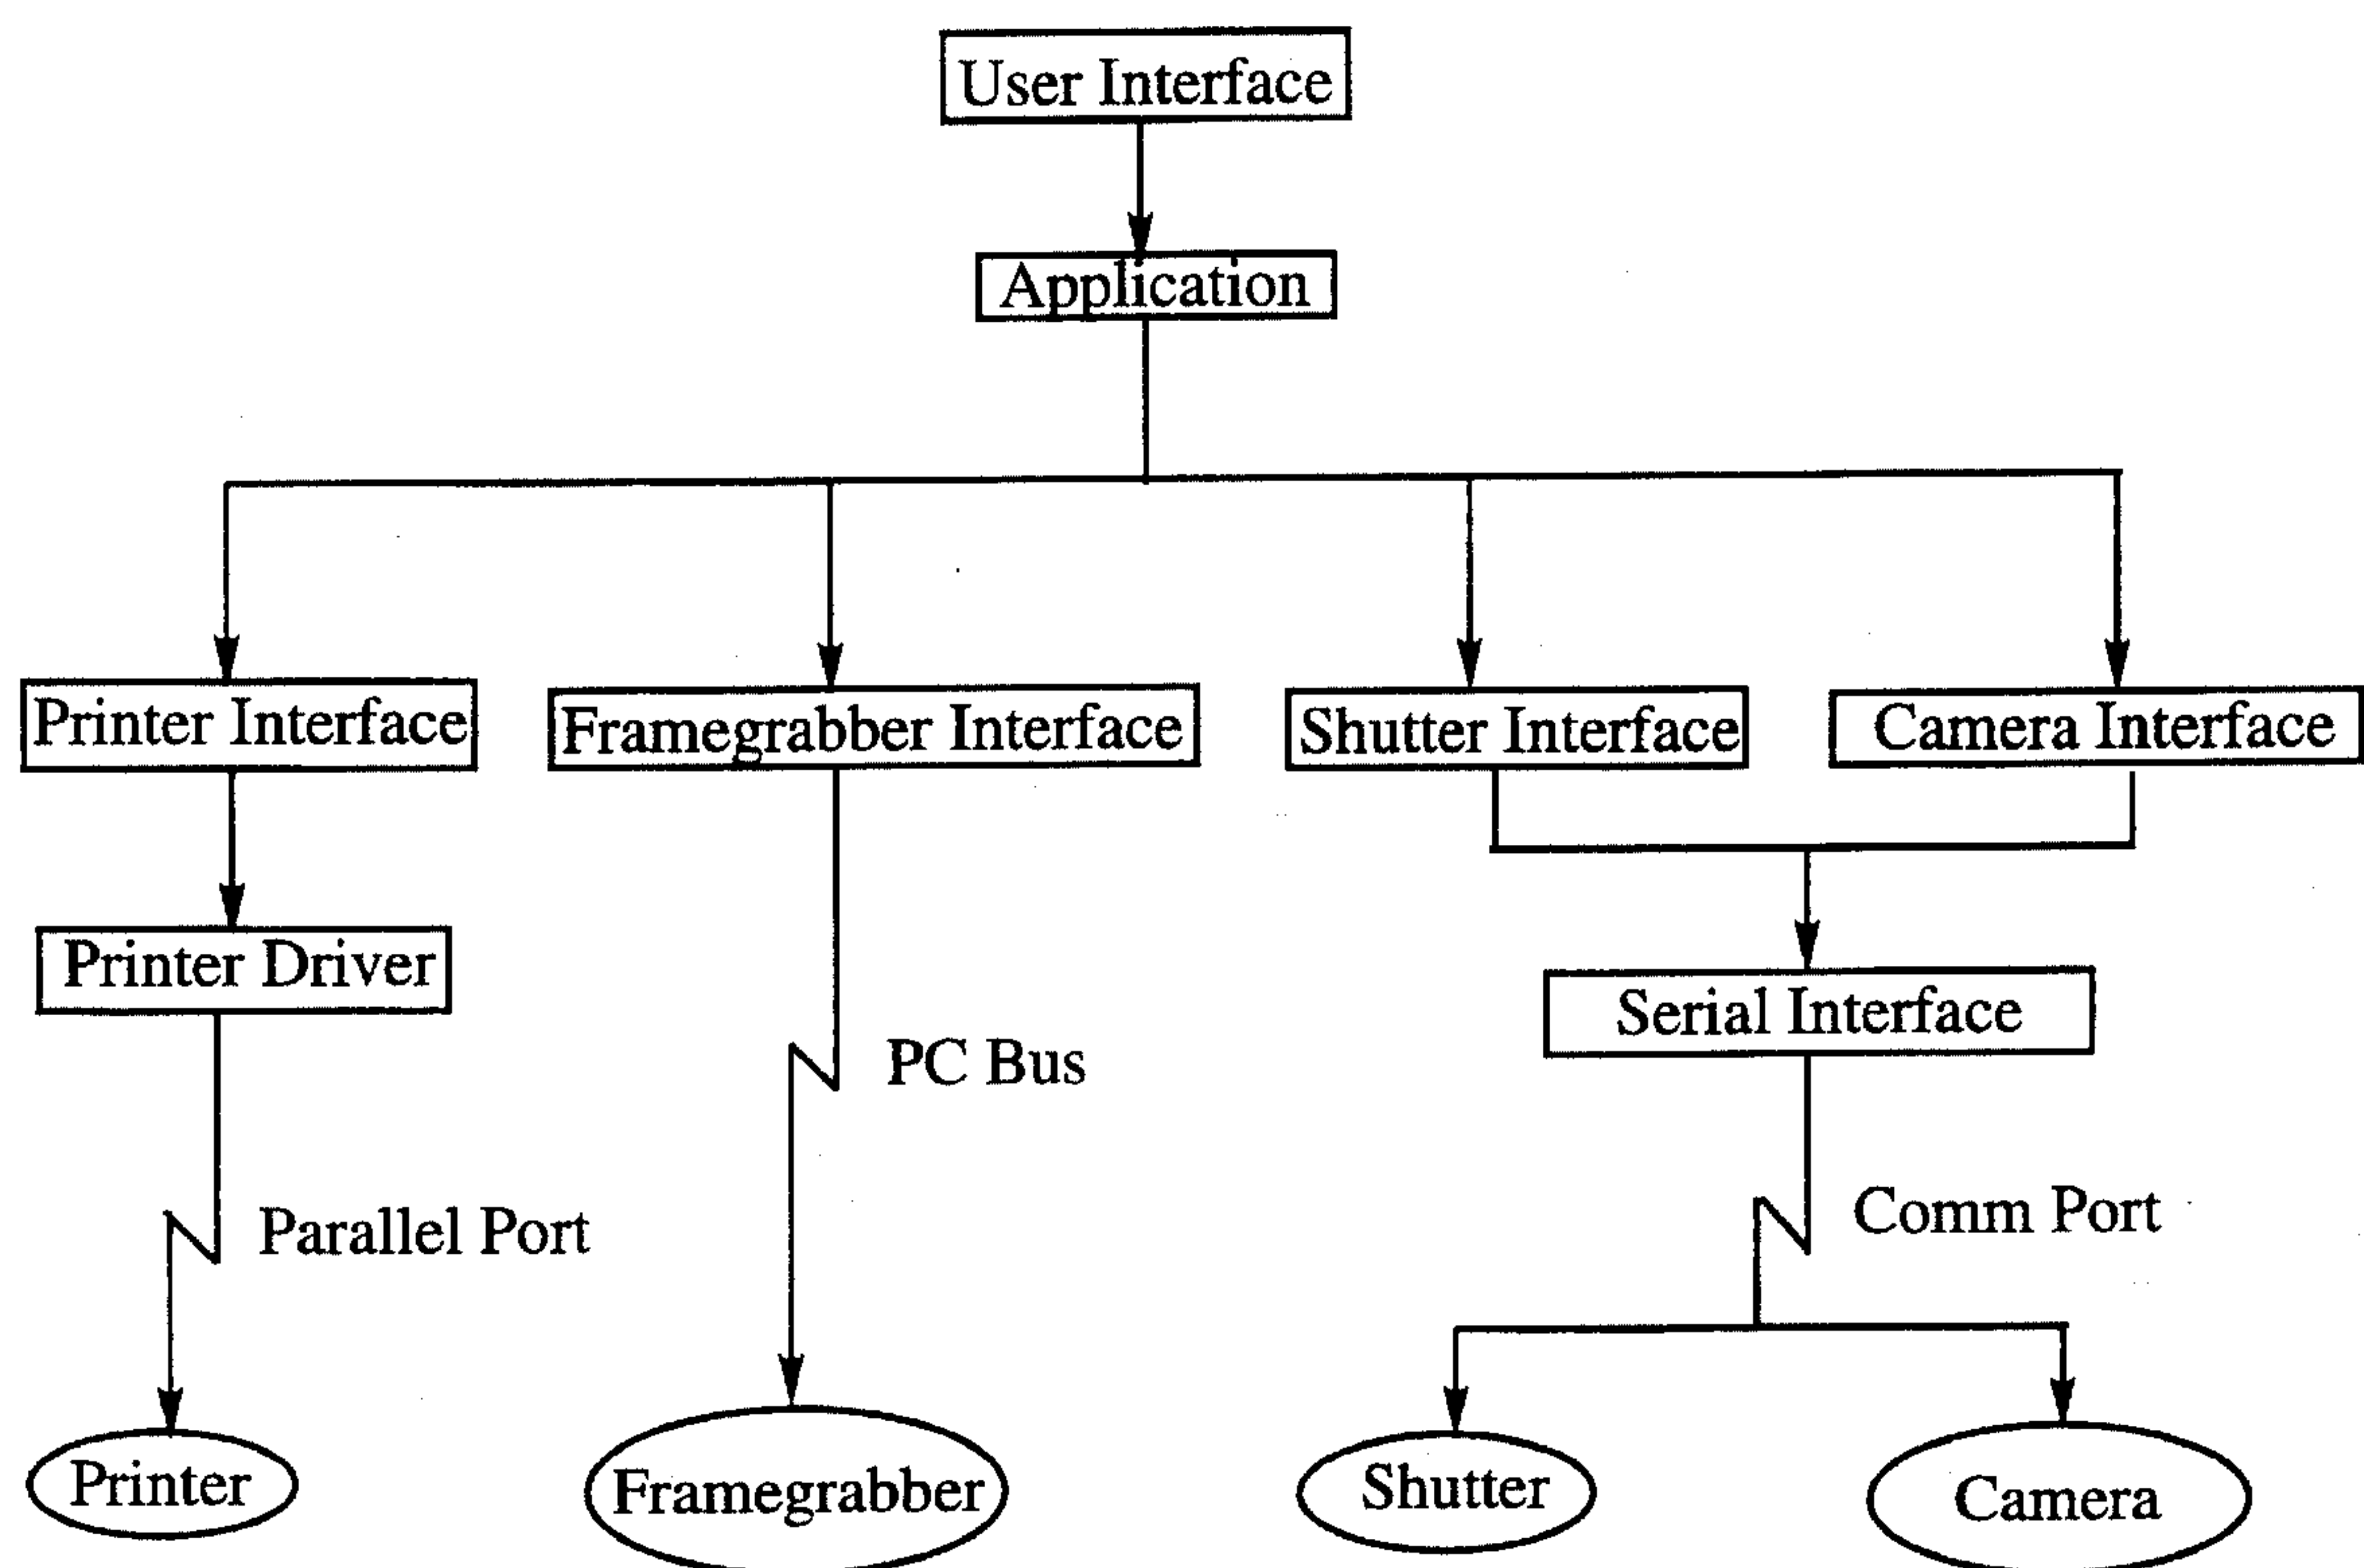 User Interface
Application
Printer Interface
Framegrabber Interface
Shutter Interface
Camera Interface
Printer Driver
Serial Interface
PC Bus
Parallel Port
Comm Port
Printer
Framegrabber
Shutter
Camera